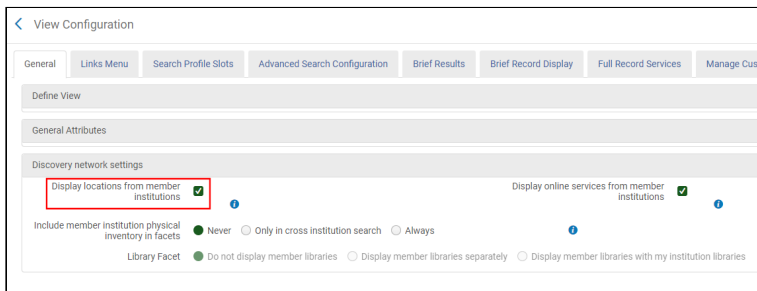 View Configuration
General Links Menu Search Profile Slots Advanced Search Configuration Brief Results Brief Record Display Full Record Services Manage Cus
Define View
General Attributes
Discovery network settings
Display locations from member institutions
Display online services from member institutions
Include member institution physical inventory in facets Never Only in cross institution search Always
Library Facet Do not display member libraries Display member libraries separately Display member libraries with my institution libraries